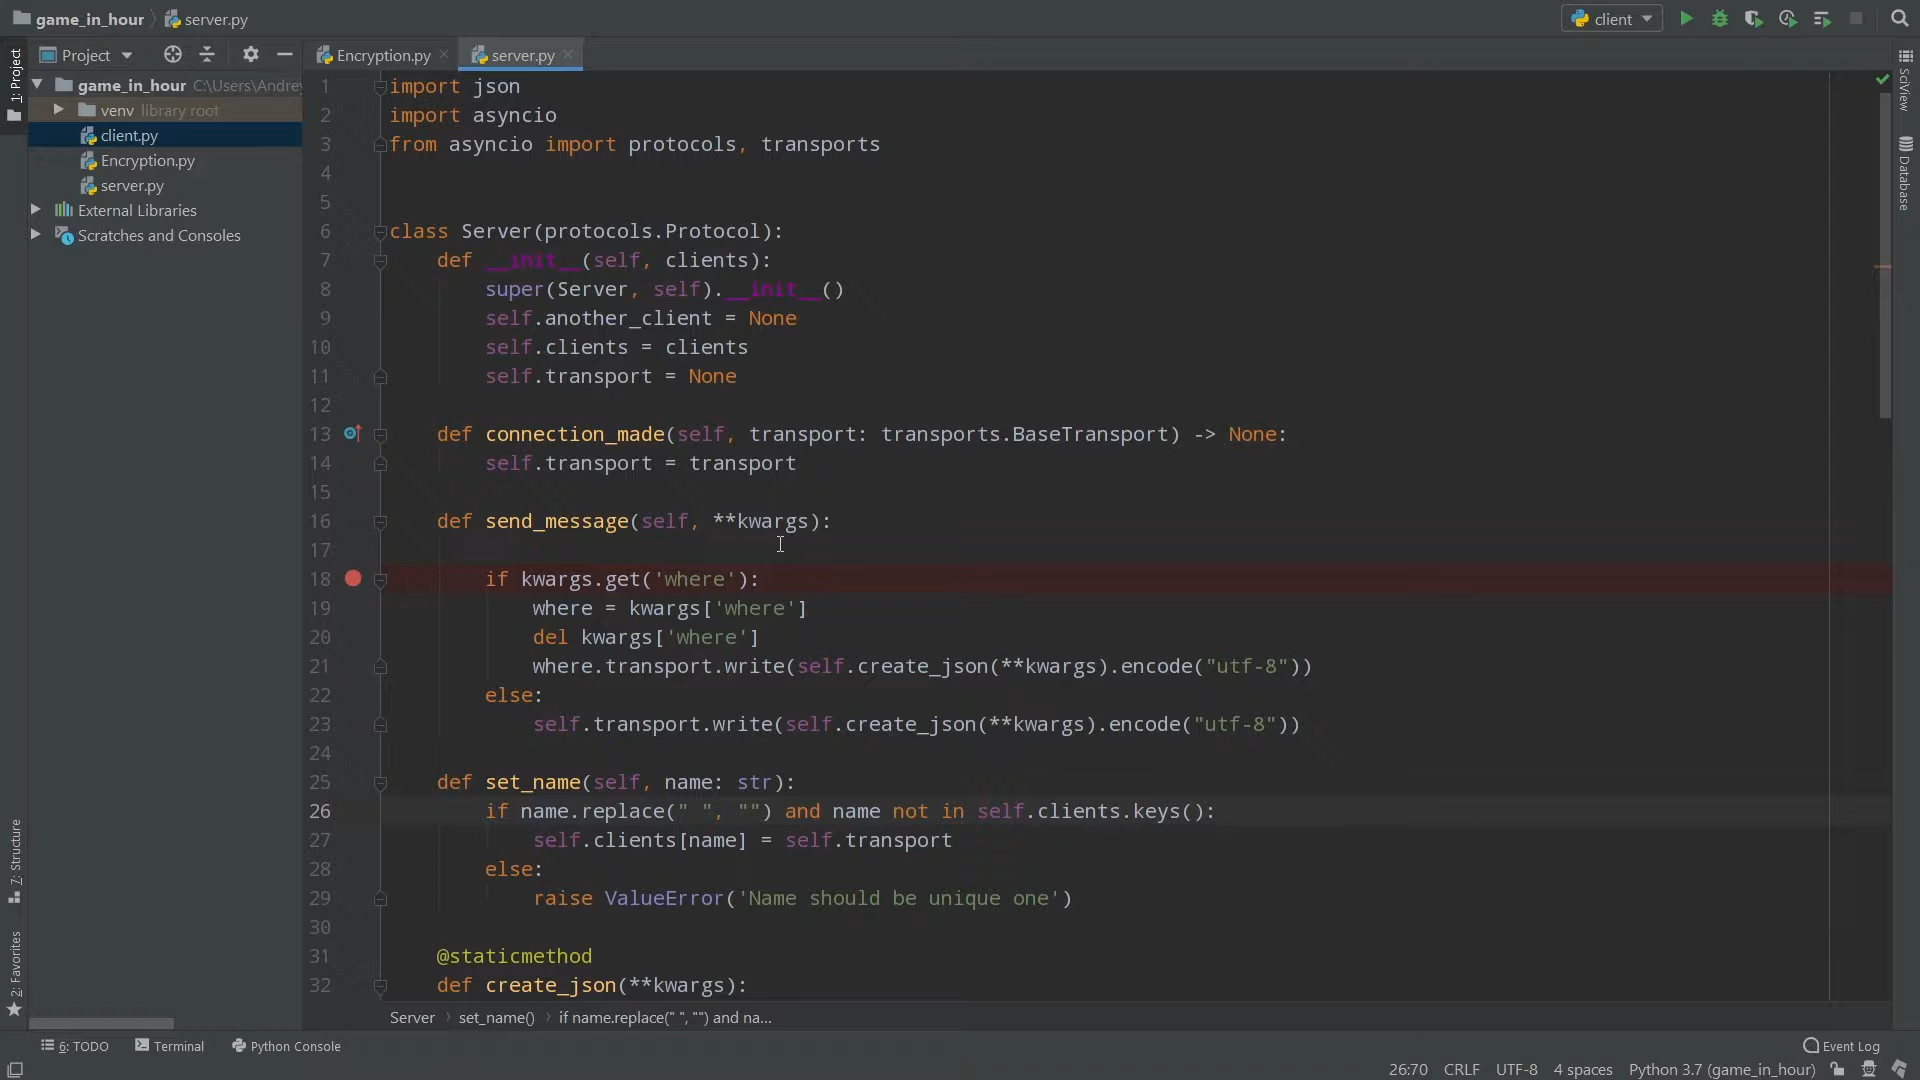 game_in_hour server.py
client
Project
Encryption.py server.py
1: Project
game_in_hour C:\Users\Andrey
venv library root
client.py
Encryption.py
server.py
External Libraries
Scratches and Consoles
7: Structure
2: Favorites
SciView
Database
1 import json
2 import asyncio
3 from asyncio import protocols, transports
4
5
6 class Server(protocols.Protocol):
7 def __init__(self, clients):
8 super(Server, self).__init__()
9 self.another_client = None
10 self.clients = clients
11 self.transport = None
12
13 def connection_made(self, transport: transports.BaseTransport) -> None:
14 self.transport = transport
15
16 def send_message(self, **kwargs):
17
18 if kwargs.get('where'):
19 where = kwargs['where']
20 del kwargs['where']
21 where.transport.write(self.create_json(**kwargs).encode("utf-8"))
22 else:
23 self.transport.write(self.create_json(**kwargs).encode("utf-8"))
24
25 def set_name(self, name: str):
26 if name.replace(" ", "") and name not in self.clients.keys():
27 self.clients[name] = self.transport
28 else:
29 raise ValueError('Name should be unique one')
30
31 @staticmethod
32 def create_json(**kwargs):
Server set_name() if name.replace(" ", "") and na...
6: TODO Terminal Python Console Event Log
26:70 CRLF UTF-8 4 spaces Python 3.7 (game_in_hour)